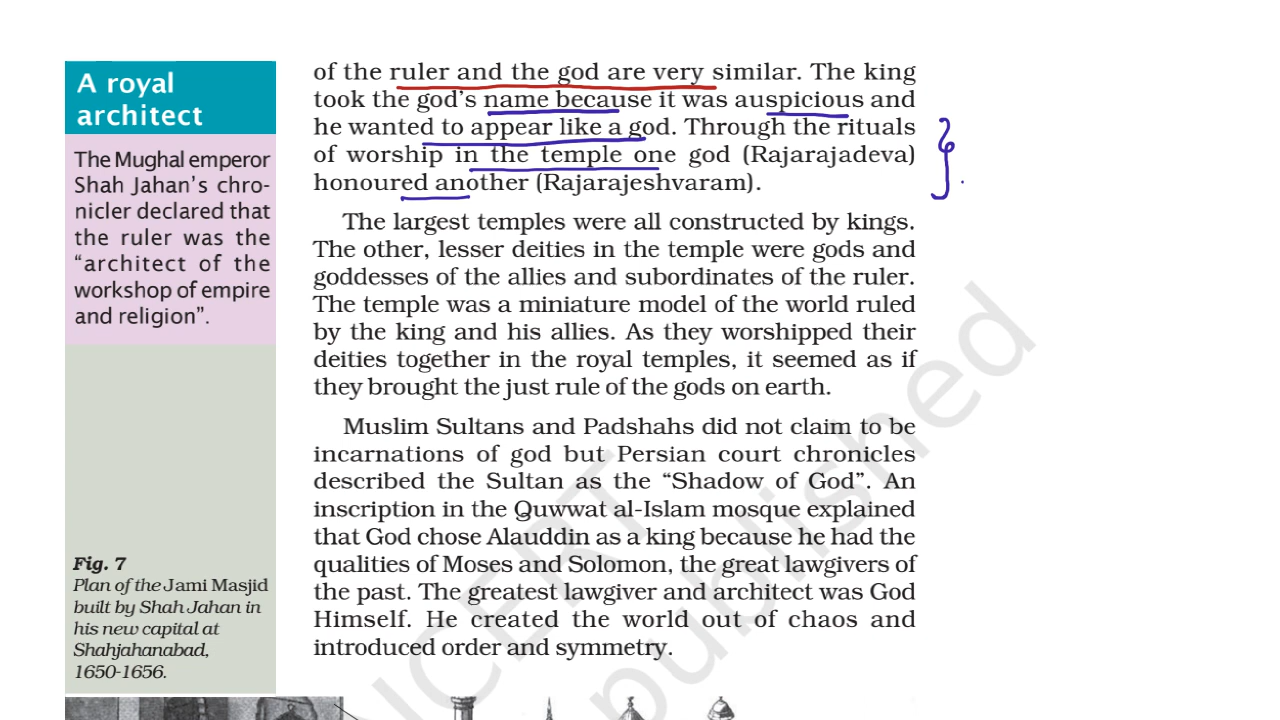 A royal
architect
The Mughal emperor
Shah Jahan's chro-
nicler declared that
the ruler was the
"architect of the
workshop of empire
and religion".
Fig. 7
Plan of the Jami Masjid
built by Shah Jahan in
his new capital at
Shahjahanabad,
1650-1656.
of the ruler and the god are very similar. The king
took the god's name because it was auspicious and
he wanted to appear like a god. Through the rituals
of worship in the temple one god (Rajarajadeva)
honoured another (Rajarajeshvaram).
The largest temples were all constructed by kings.
The other, lesser deities in the temple were gods and
goddesses of the allies and subordinates of the ruler.
The temple was a miniature model of the world ruled
by the king and his allies. As they worshipped their
deities together in the royal temples, it seemed as if
they brought the just rule of the gods on earth.
Muslim Sultans and Padshahs did not claim to be
incarnations of god but Persian court chronicles
described the Sultan as the "Shadow of God". An
inscription in the Quwwat al-Islam mosque explained
that God chose Alauddin as a king because he had the
qualities of Moses and Solomon, the great lawgivers of
the past. The greatest lawgiver and architect was God
Himself. He created the world out of chaos and
introduced order and symmetry.
NCERT
published